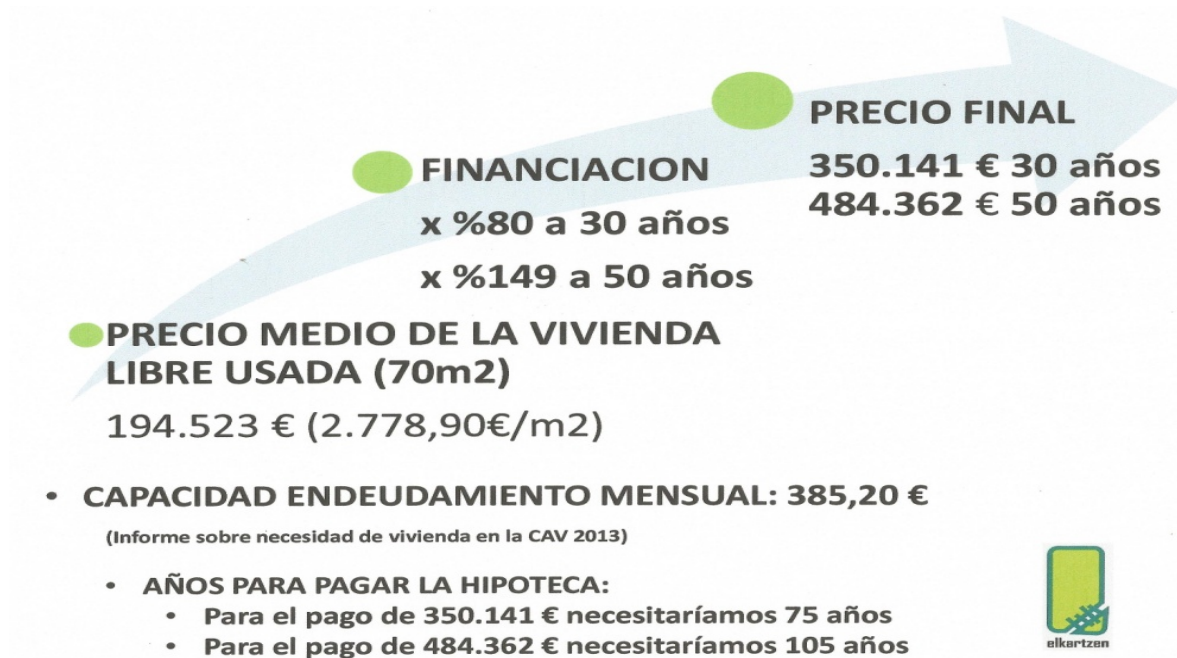 PRECIO FINAL
350.141 € 30 años
484.362 € 50 años
FINANCIACION
x %80 a 30 años
x %149 a 50 años
PRECIO MEDIO DE LA VIVIENDA
LIBRE USADA (70m2)
194.523 € (2.778,90€/m2)
• CAPACIDAD ENDEUDAMIENTO MENSUAL: 385,20 €
(Informe sobre necesidad de vivienda en la CAV 2013)
• AÑOS PARA PAGAR LA HIPOTECA:
• Para el pago de 350.141 € necesitaríamos 75 años
• Para el pago de 484.362 € necesitaríamos 105 años
elkartzen